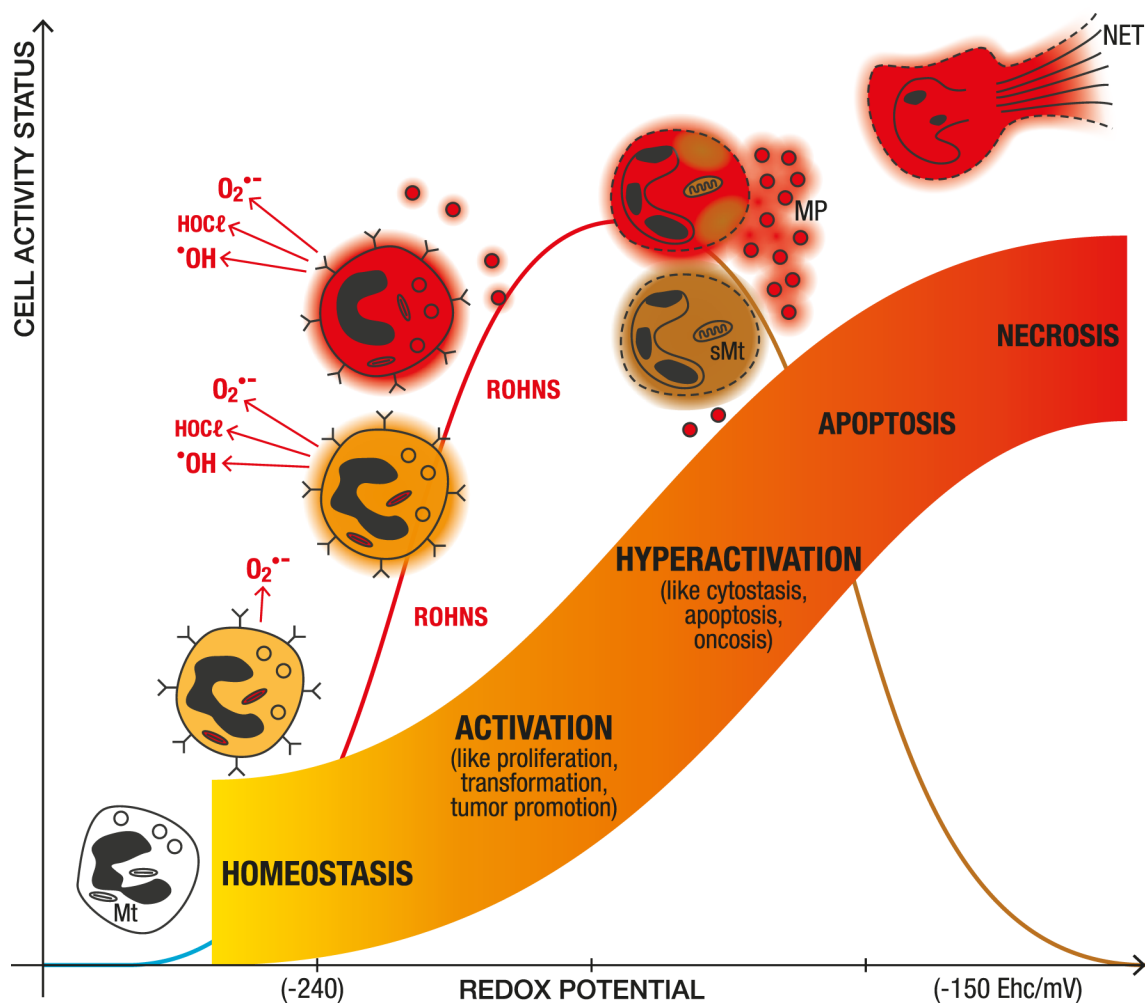 CELL ACTIVITY STATUS
NET
O₂•⁻
HOCℓ
•OH
MP
sMt
NECROSIS
ROHNS
APOPTOSIS
O₂•⁻
HOCℓ
•OH
HYPERACTIVATION
(like cytostasis,
apoptosis,
oncosis)
O₂•⁻
ROHNS
ACTIVATION
(like proliferation,
transformation,
tumor promotion)
HOMEOSTASIS
Mt
(-240)
REDOX POTENTIAL
(-150 Ehc/mV)